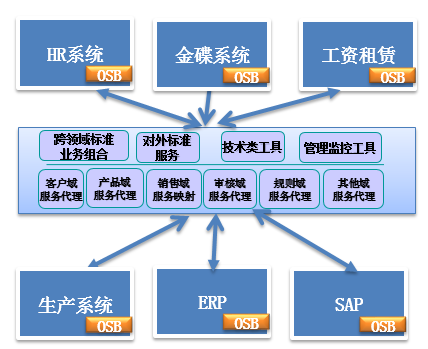 HR系统
OSB
金碟系统
OSB
工资租赁
OSB
跨领域标准
业务组合
对外标准
服务
技术类工具
管理监控工具
客户域
服务代理
产品域
服务代理
销售域
服务映射
审核域
服务代理
规则域
服务代理
其他域
服务代理
生产系统
OSB
ERP
OSB
SAP
OSB